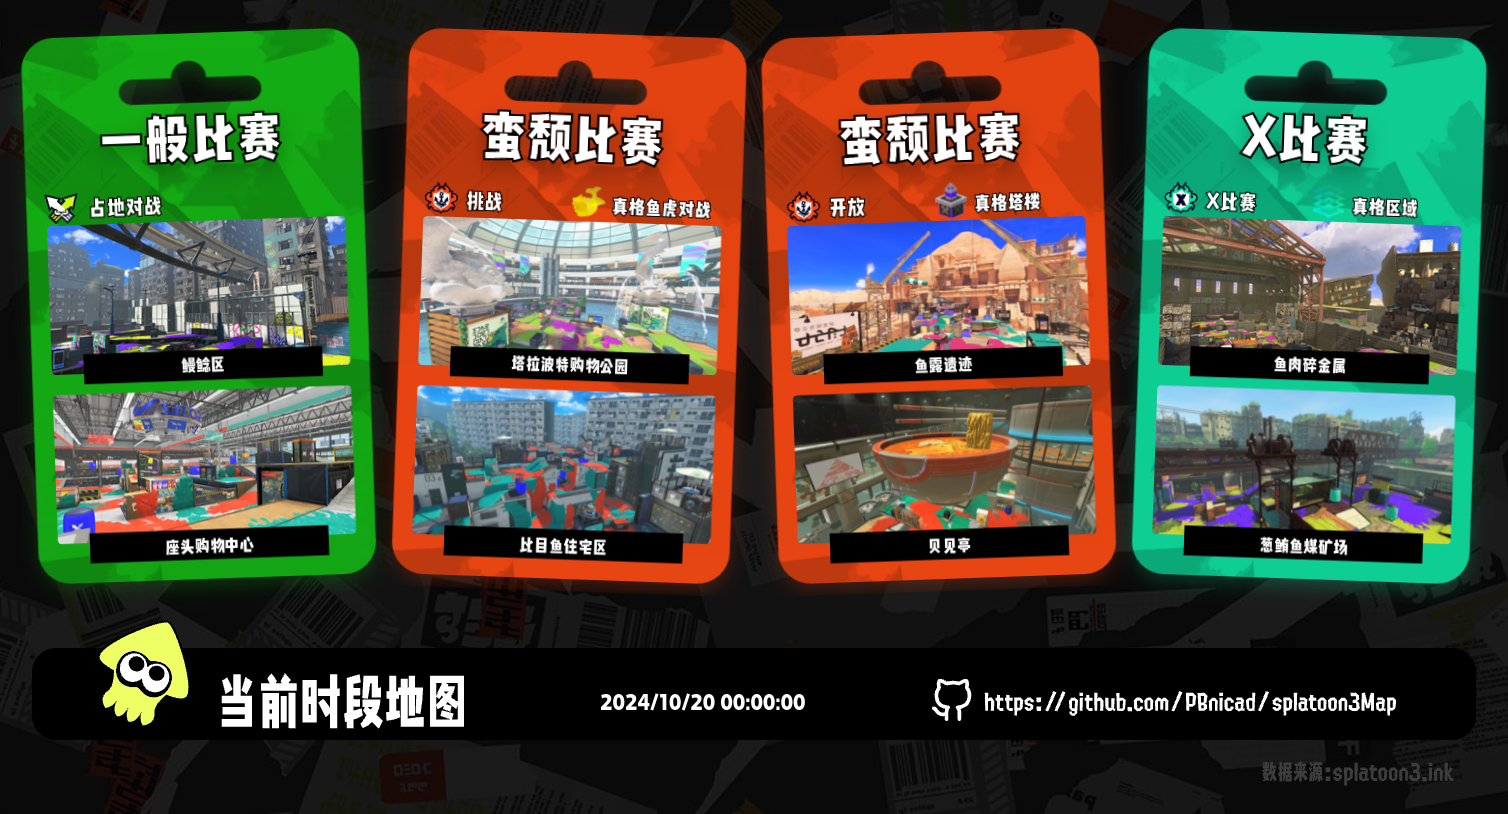 一般比赛
占地对战
鳗鲶区
座头购物中心
蛮颓比赛
挑战
真格鱼虎对战
塔拉波特购物公园
比目鱼住宅区
蛮颓比赛
开放
真格塔楼
鱼露遗迹
贝见亭
X比赛
X比赛
真格区域
鱼肉碎金属
葱鲔鱼煤矿场
当前时段地图
2024/10/20 00:00:00
https://github.com/PBnicad/splatoon3Map
数据来源:splatoon3.ink